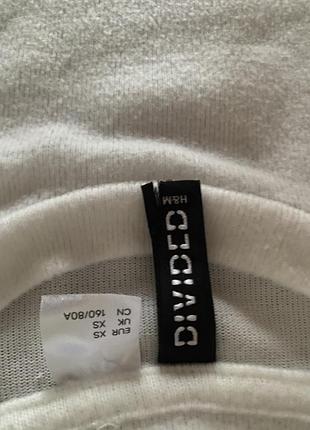 DIVIDED
H&M
EUR XS
UK XS
CN 160/80A